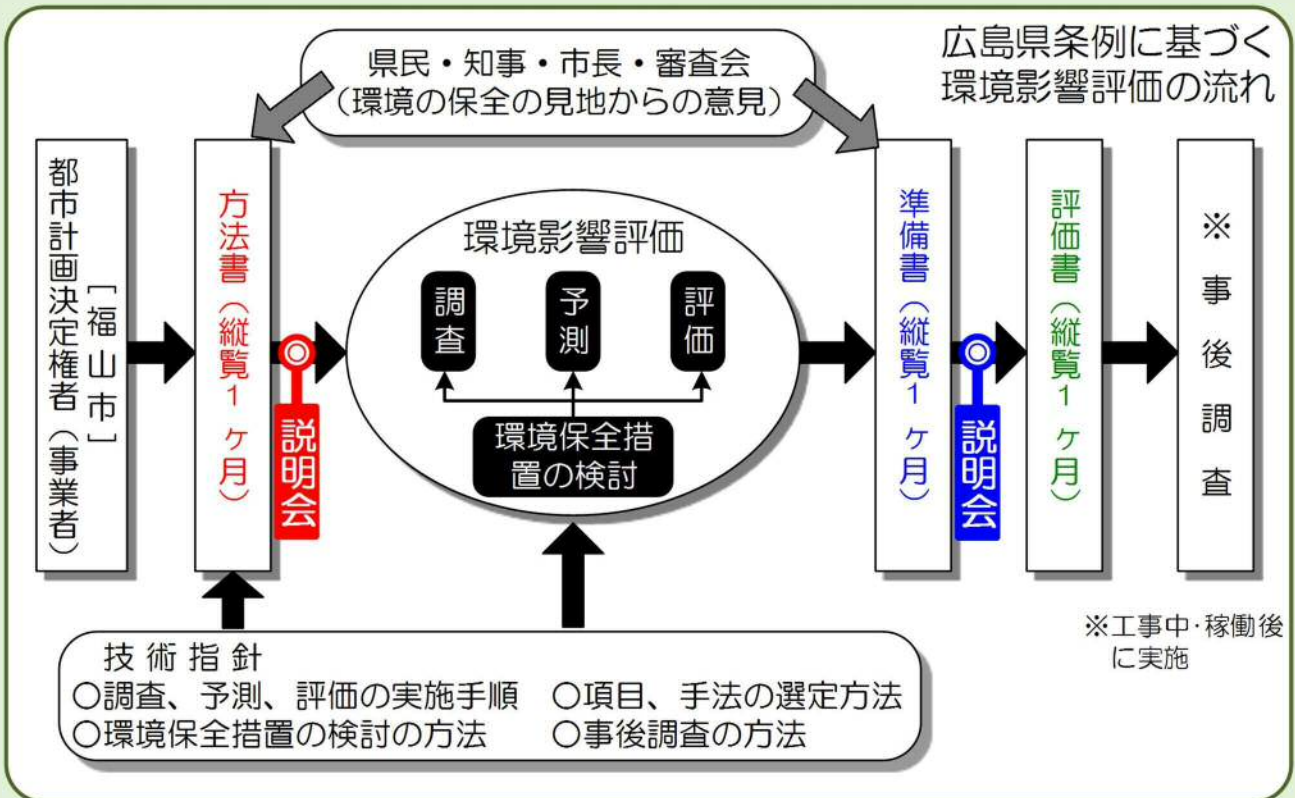 広島県条例に基づく
環境影響評価の流れ
県民・知事・市長・審査会
（環境の保全の見地からの意見）
都市計画決定権者（事業者）
［福山市］
方法書（縦覧1ヶ月）
説明会
環境影響評価
調査
予測
評価
環境保全措
置の検討
準備書（縦覧1ヶ月）
説明会
評価書（縦覧1ヶ月）
※事後調査
※工事中・稼働後
に実施
技術指針
○調査、予測、評価の実施手順
○項目、手法の選定方法
○環境保全措置の検討の方法
○事後調査の方法